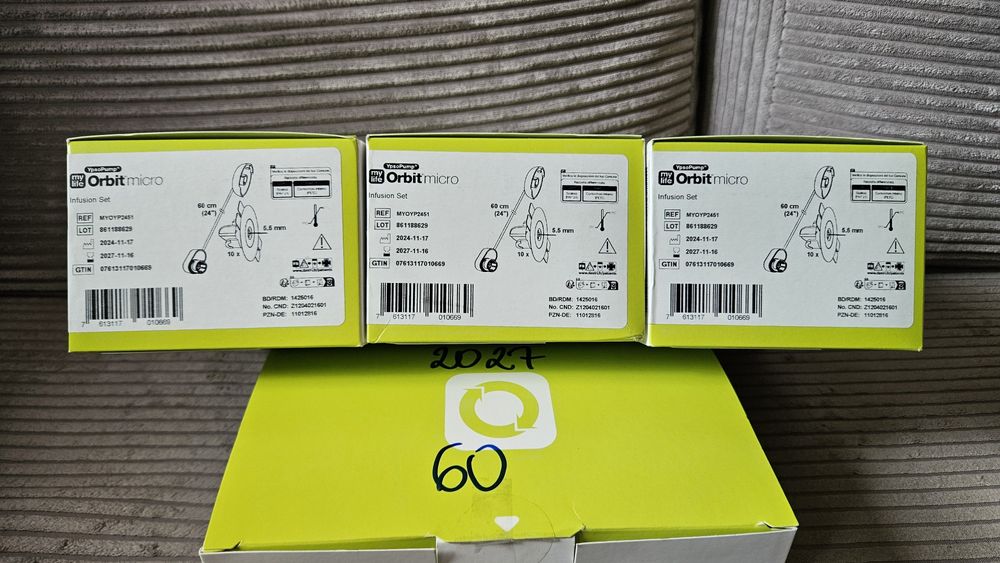 YpsoPump®
my life Orbit micro
Infusion Set
REF MYOYP2451
LOT 861188629
2024-11-17
2027-11-16
GTIN 07613117010669
60 cm
(24")
5.5 mm
10 x
BD/RDM: 1425016
No. CND: Z1204021601
PZN-DE: 11012816
7 613117 010669
YpsoPump®
my life Orbit micro
Infusion Set
REF MYOYP2451
LOT 861188629
2024-11-17
2027-11-16
GTIN 07613117010669
60 cm
(24")
5.5 mm
10 x
BD/RDM: 1425016
No. CND: Z1204021601
PZN-DE: 11012816
7 613117 010669
YpsoPump®
my life Orbit micro
Infusion Set
REF MYOYP2451
LOT 861188629
2024-11-17
2027-11-16
GTIN 07613117010669
60 cm
(24")
5.5 mm
10 x
BD/RDM: 1425016
No. CND: Z1204021601
PZN-DE: 11012816
7 613117 010669
2027
60